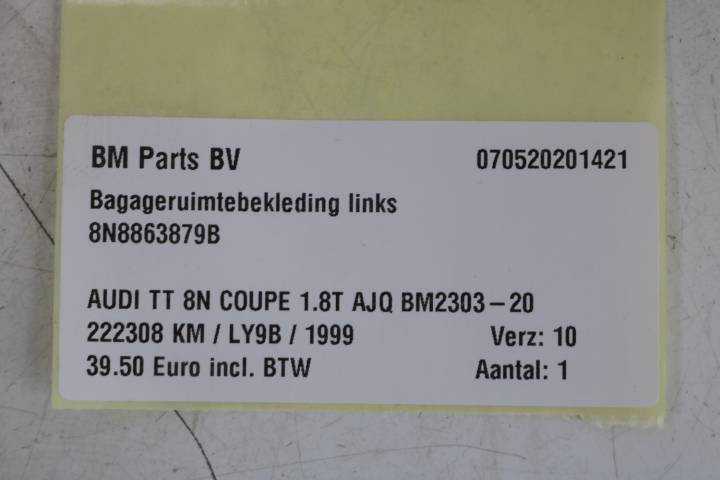 BM Parts BV 070520201421
Bagageruimtebekleding links
8N8863879B
AUDI TT 8N COUPE 1.8T AJQ BM2303-20
222308 KM / LY9B / 1999 Verz: 10
39.50 Euro incl. BTW Aantal: 1